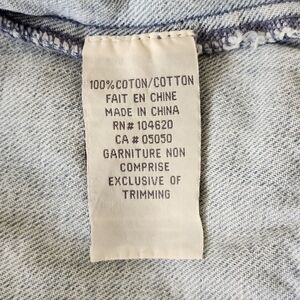 100% COTON/COTTON
FAIT EN CHINE
MADE IN CHINA
RN# 104620
CA# 05050
GARNITURE NON
COMPRISE
EXCLUSIVE OF
TRIMMING